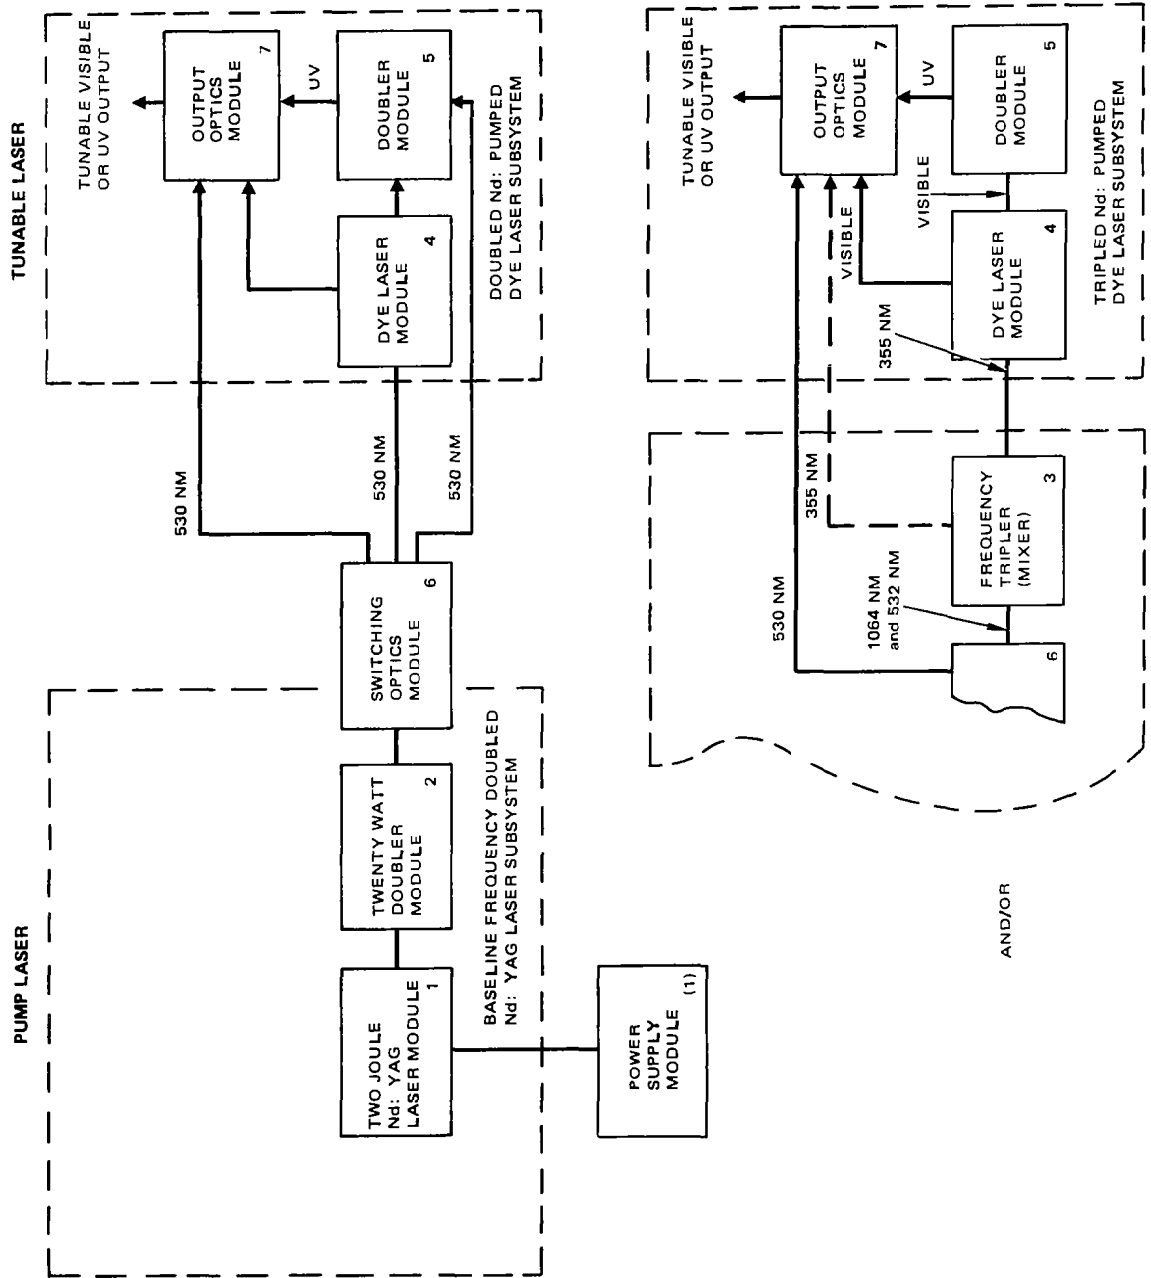 PUMP LASER
TUNABLE LASER
TWO JOULE
Nd: YAG
LASER MODULE
1
TWENTY WATT
DOUBLER
MODULE
2
SWITCHING
OPTICS
MODULE
6
BASELINE FREQUENCY DOUBLED
Nd: YAG LASER SUBSYSTEM
POWER
SUPPLY
MODULE
(1)
530 NM
530 NM
530 NM
DYE LASER
MODULE
4
DOUBLER
MODULE
5
UV
OUTPUT
OPTICS
MODULE
7
TUNABLE VISIBLE
OR UV OUTPUT
DOUBLED Nd: PUMPED
DYE LASER SUBSYSTEM
AND/OR
6
530 NM
1064 NM
and 532 NM
FREQUENCY
TRIPLER
(MIXER)
3
355 NM
355 NM
DYE LASER
MODULE
4
VISIBLE
VISIBLE
DOUBLER
MODULE
5
UV
OUTPUT
OPTICS
MODULE
7
TUNABLE VISIBLE
OR UV OUTPUT
TRIPLED Nd: PUMPED
DYE LASER SUBSYSTEM